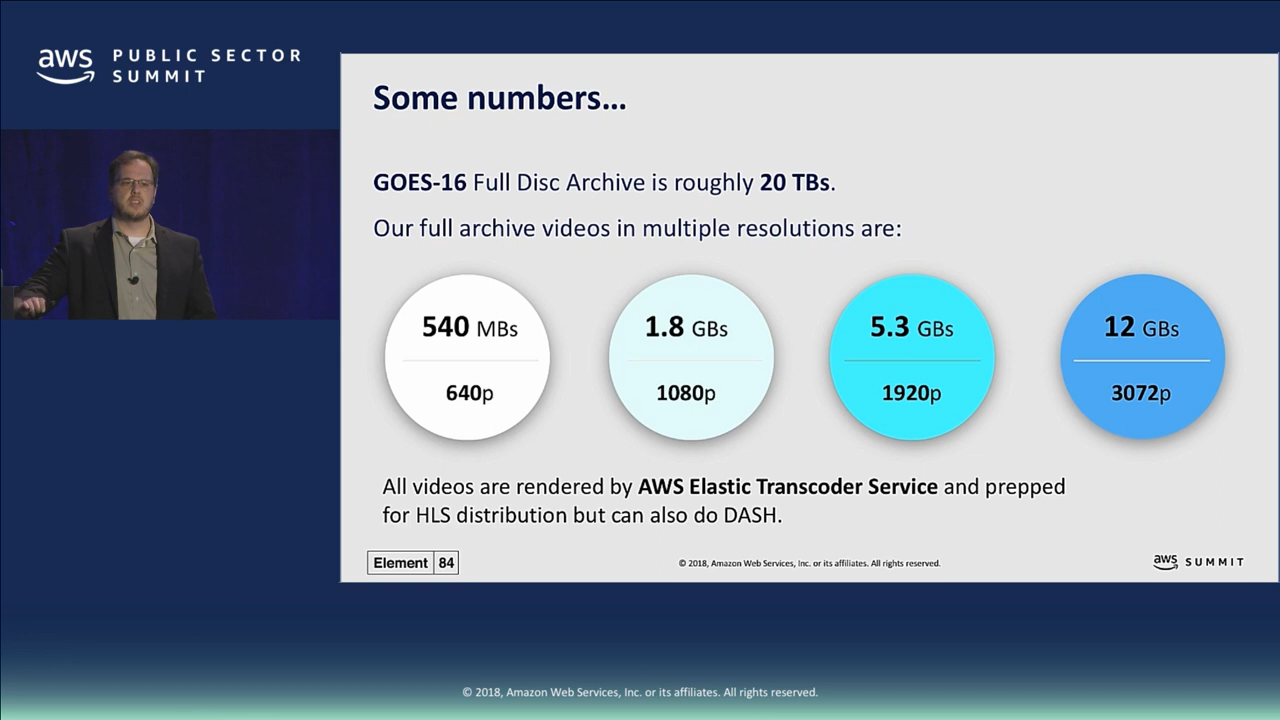 aws PUBLIC SECTOR
SUMMIT
Some numbers...
GOES-16 Full Disc Archive is roughly 20 TBs.
Our full archive videos in multiple resolutions are:
540 MBs
640p
1.8 GBs
1080p
5.3 GBs
1920p
12 GBs
3072p
All videos are rendered by AWS Elastic Transcoder Service and prepped
for HLS distribution but can also do DASH.
Element 84
© 2018, Amazon Web Services, Inc. or its affiliates. All rights reserved.
aws SUMMIT
© 2018, Amazon Web Services, Inc. or its affiliates. All rights reserved.